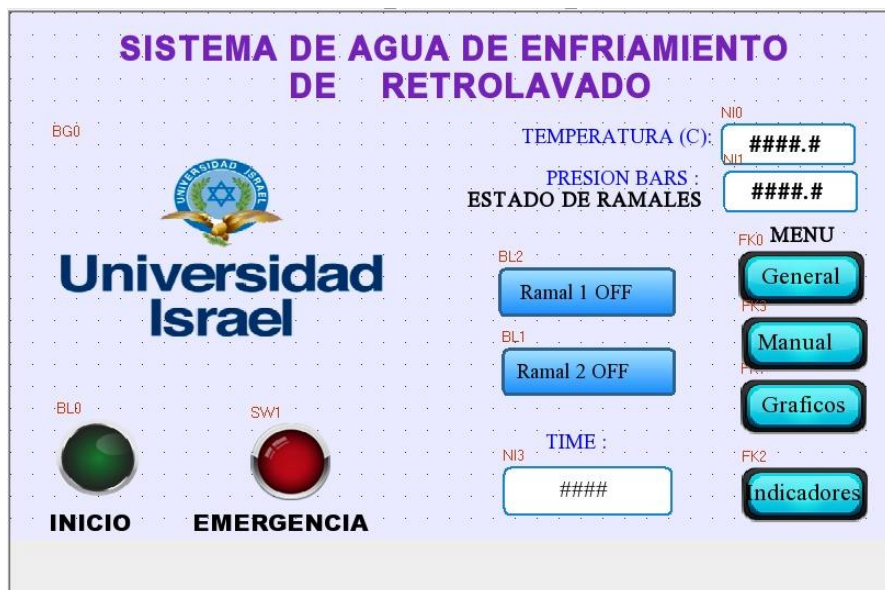 SISTEMA DE AGUA DE ENFRIAMIENTO
DE RETROLAVADO
NI0
BG0
TEMPERATURA (C):
####.#
NI1
PRESION BARS :
####.#
ESTADO DE RAMALES
UNIVERSIDAD ISRAEL
FK0
MENU
Universidad
Israel
BL2
Ramal 1 OFF
General
FK3
BL1
Ramal 2 OFF
Manual
FK1
Graficos
BL0
SW1
TIME :
NI3
####
FK2
Indicadores
INICIO
EMERGENCIA